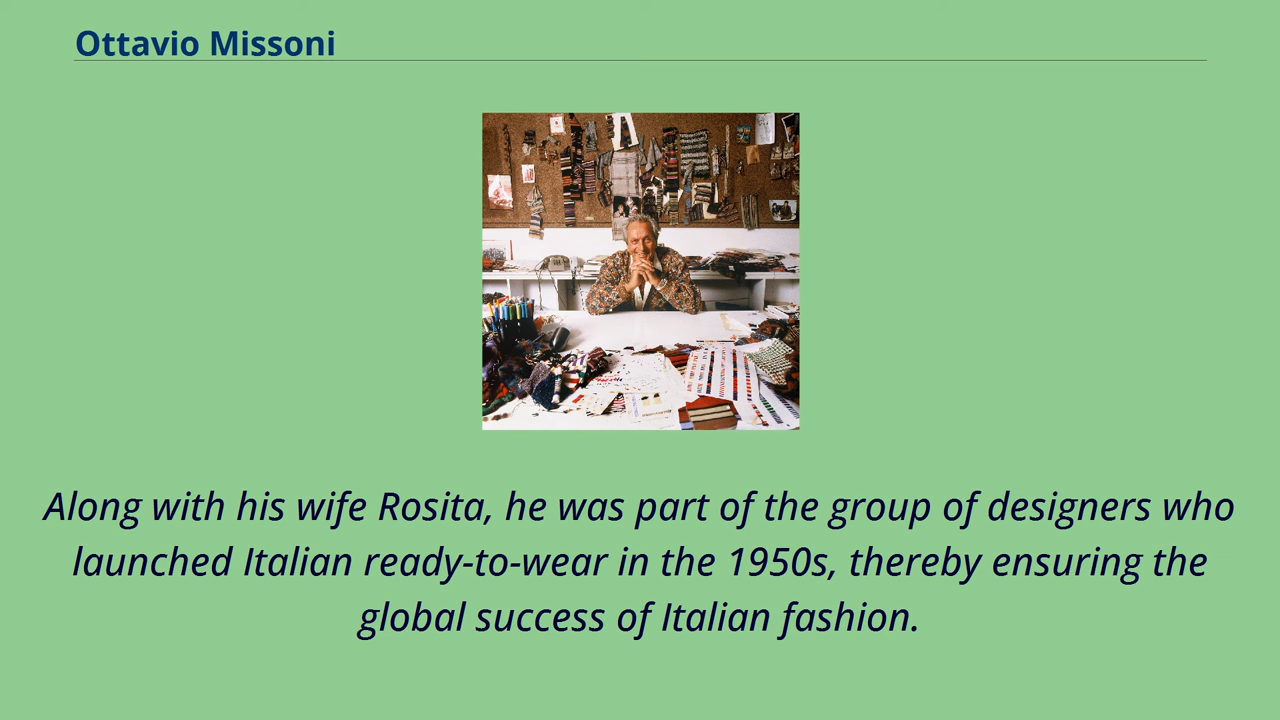 Ottavio Missoni
Along with his wife Rosita, he was part of the group of designers who
launched Italian ready-to-wear in the 1950s, thereby ensuring the
global success of Italian fashion.